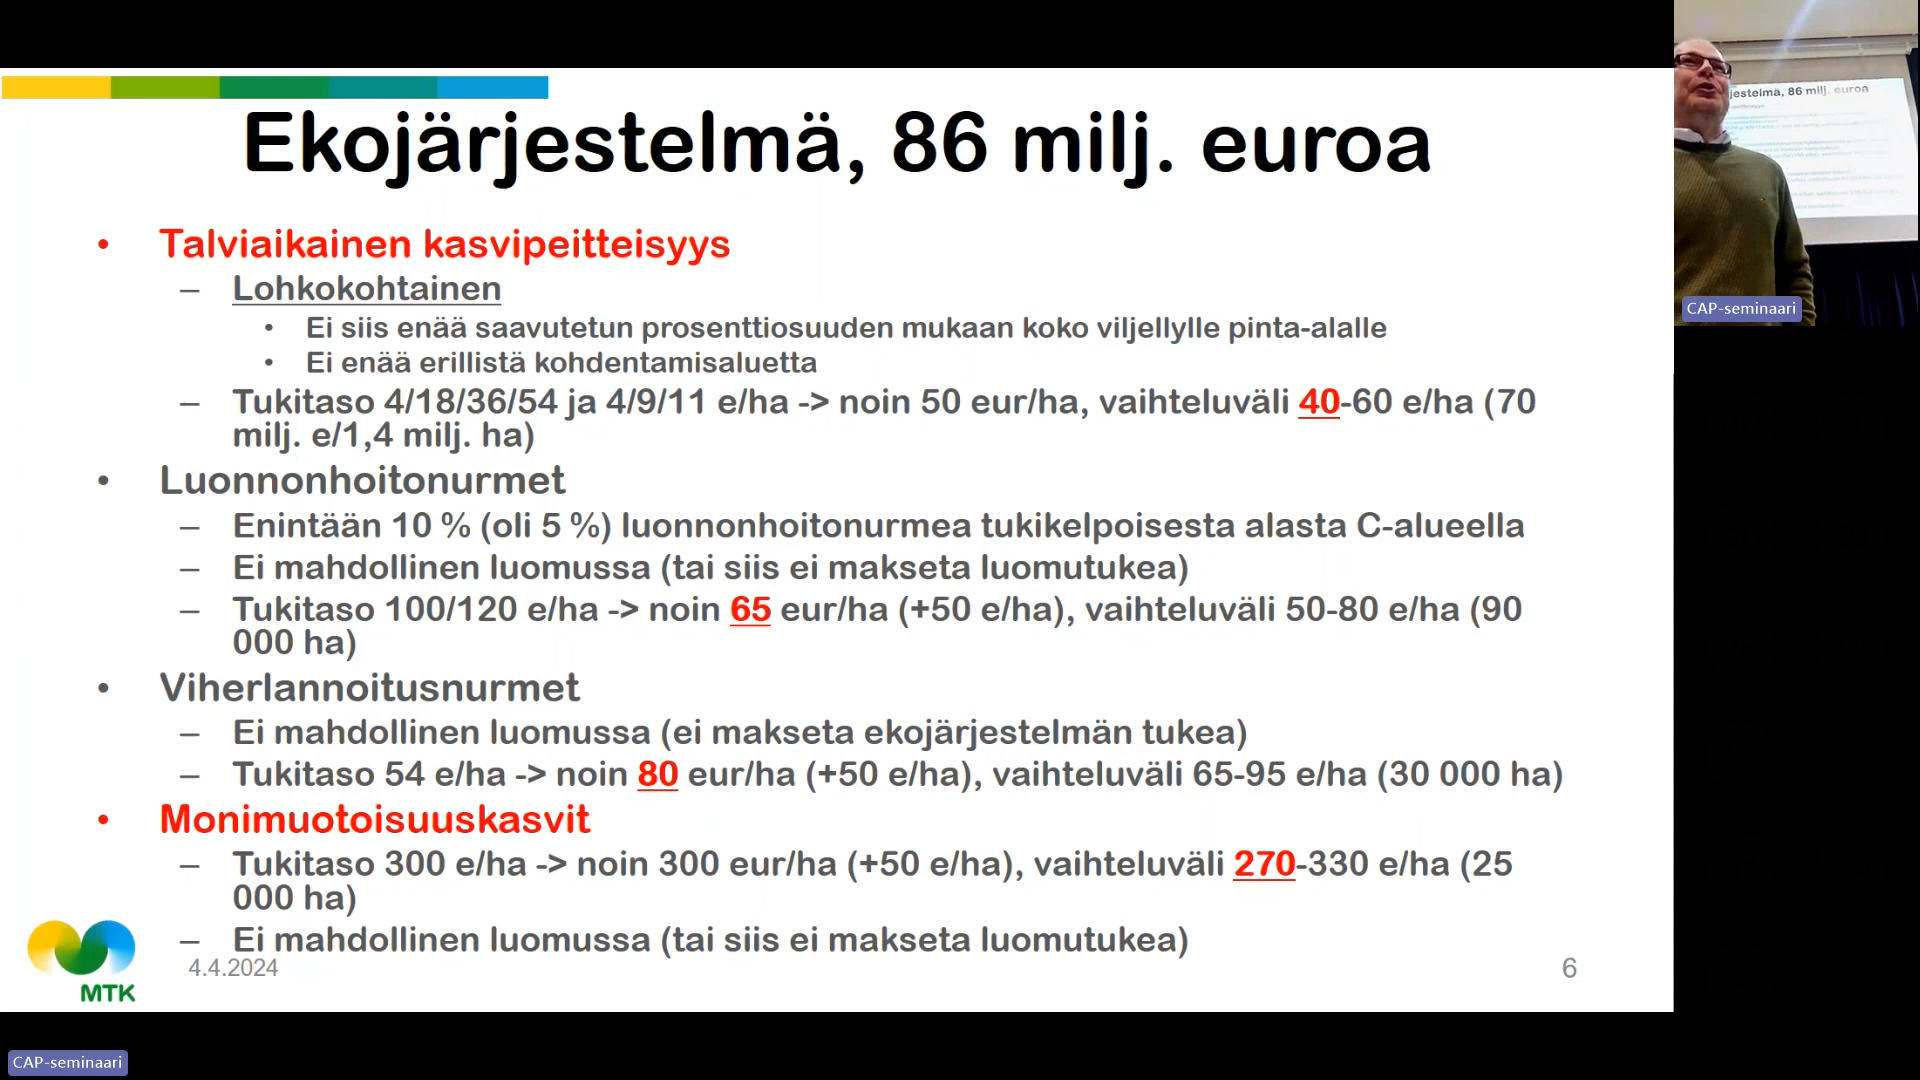 Ekojärjestelmä, 86 milj. euroa
• Talviaikainen kasvipeitteisyys
– Lohkokohtainen
• Ei siis enää saavutetun prosenttiosuuden mukaan koko viljellylle pinta-alalle
• Ei enää erillistä kohdentamisaluetta
– Tukitaso 4/18/36/54 ja 4/9/11 e/ha -> noin 50 eur/ha, vaihteluväli 40-60 e/ha (70
milj. e/1,4 milj. ha)
• Luonnonhoitonurmet
– Enintään 10 % (oli 5 %) luonnonhoitonurmea tukikelpoisesta alasta C-alueella
– Ei mahdollinen luomussa (tai siis ei makseta luomutukea)
– Tukitaso 100/120 e/ha -> noin 65 eur/ha (+50 e/ha), vaihteluväli 50-80 e/ha (90
000 ha)
• Viherlannoitusnurmet
– Ei mahdollinen luomussa (ei makseta ekojärjestelmän tukea)
– Tukitaso 54 e/ha -> noin 80 eur/ha (+50 e/ha), vaihteluväli 65-95 e/ha (30 000 ha)
• Monimuotoisuuskasvit
– Tukitaso 300 e/ha -> noin 300 eur/ha (+50 e/ha), vaihteluväli 270-330 e/ha (25
000 ha)
– Ei mahdollinen luomussa (tai siis ei makseta luomutukea)
4.4.2024
6
MTK
CAP-seminaari
jestelmä, 86 milj. euroa
CAP-seminaari